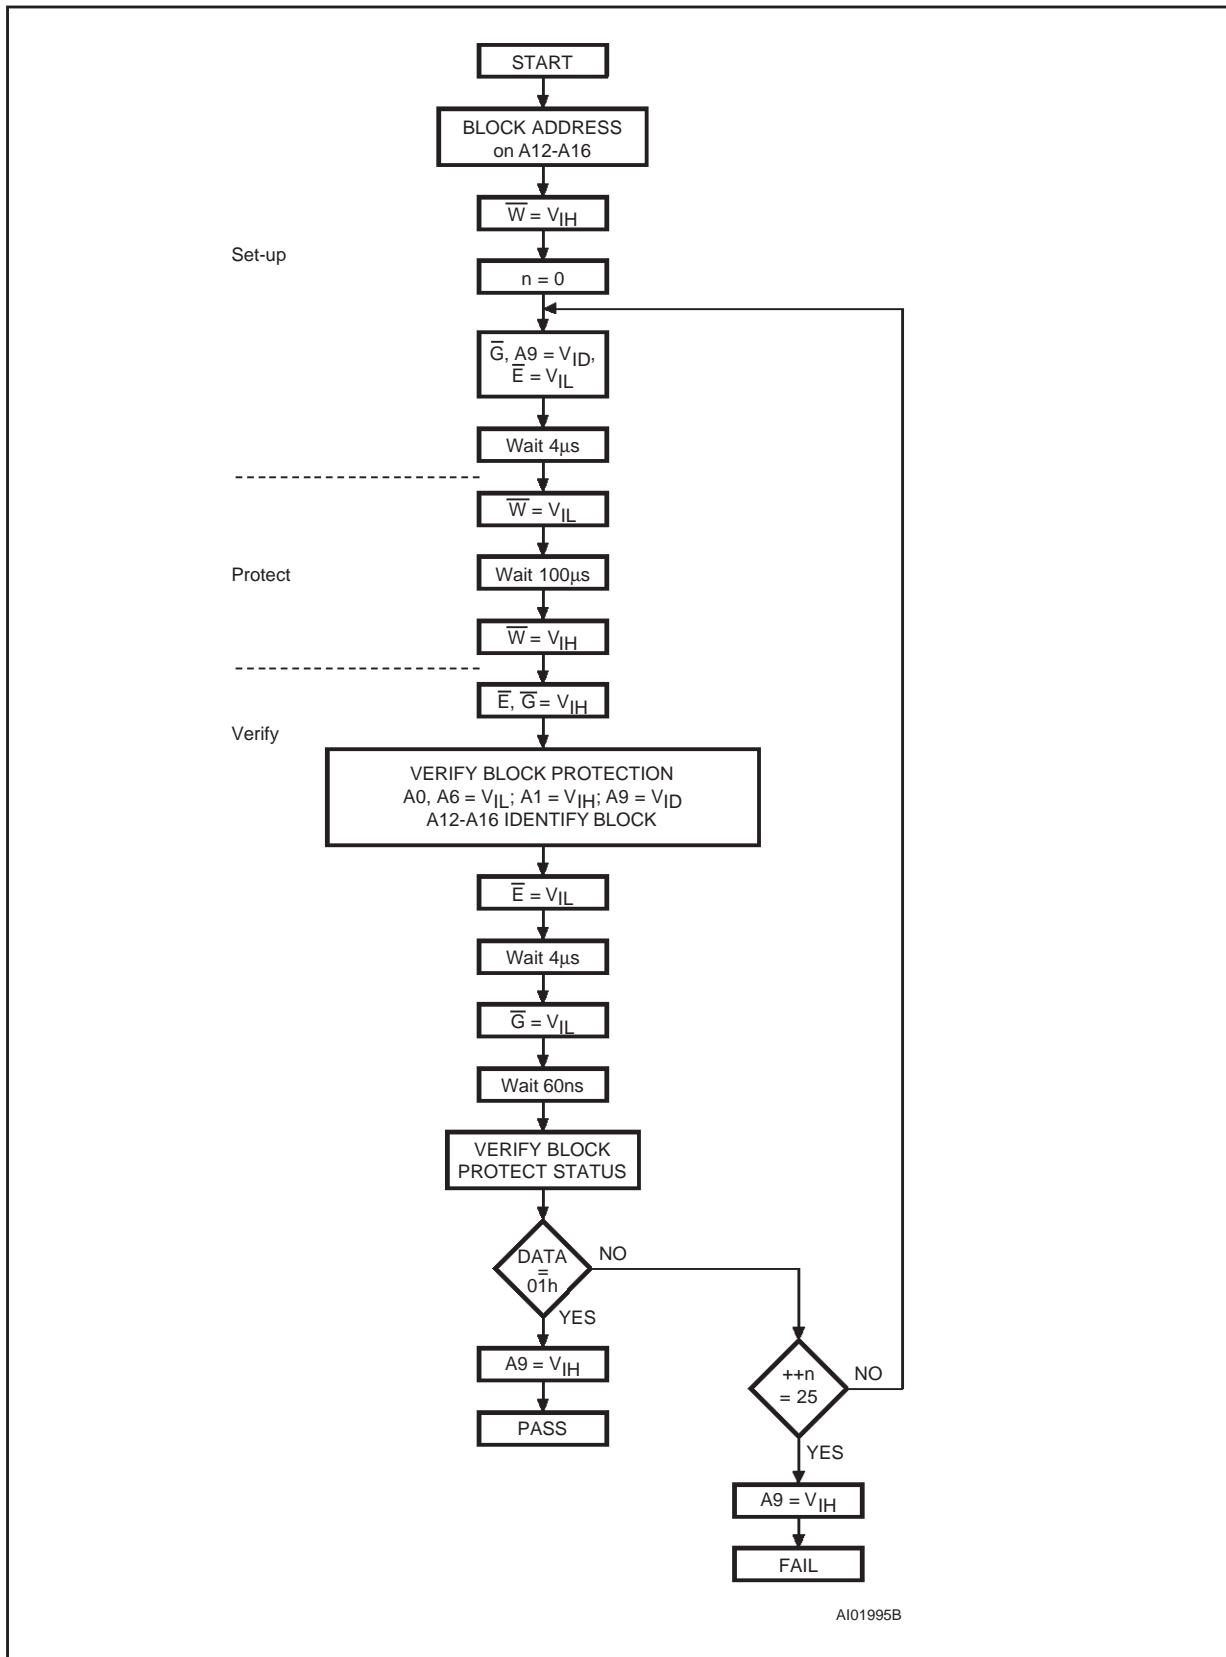 START
BLOCK ADDRESS
on A12-A16
W̅ = VIH
Set-up
n = 0
G̅, A9 = VID,
E̅ = VIL
Wait 4µs
W̅ = VIL
Protect
Wait 100µs
W̅ = VIH
E̅, G̅ = VIH
Verify
VERIFY BLOCK PROTECTION
A0, A6 = VIL; A1 = VIH; A9 = VID
A12-A16 IDENTIFY BLOCK
E̅ = VIL
Wait 4µs
G̅ = VIL
Wait 60ns
VERIFY BLOCK
PROTECT STATUS
DATA
=
01h
NO
YES
A9 = VIH
PASS
++n
= 25
NO
YES
A9 = VIH
FAIL
AI01995B